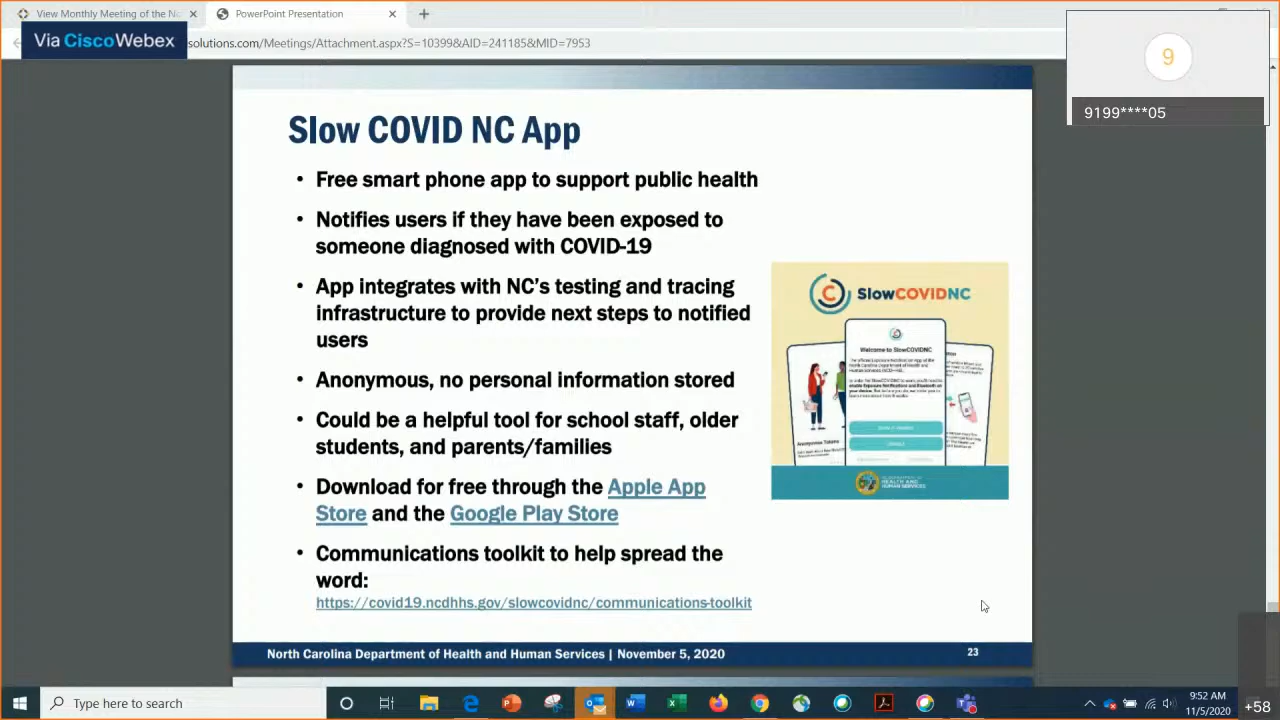 View Monthly Meeting of the No
PowerPoint Presentation
Via CiscoWebex
solutions.com/Meetings/Attachment.aspx?S=10399&AID=241185&MID=7953
9
9199****05
Slow COVID NC App
• Free smart phone app to support public health
• Notifies users if they have been exposed to
someone diagnosed with COVID-19
• App integrates with NC's testing and tracing
infrastructure to provide next steps to notified
users
• Anonymous, no personal information stored
• Could be a helpful tool for school staff, older
students, and parents/families
• Download for free through the Apple App
Store and the Google Play Store
• Communications toolkit to help spread the
word:
https://covid19.ncdhhs.gov/slowcovidnc/communications-toolkit
SlowCOVIDNC
Welcome to SlowCOVIDNC
Anonymous Tokens
HEALTH AND
HUMAN SERVICES
North Carolina Department of Health and Human Services | November 5, 2020
23
Type here to search
9:52 AM
11/5/2020
+58